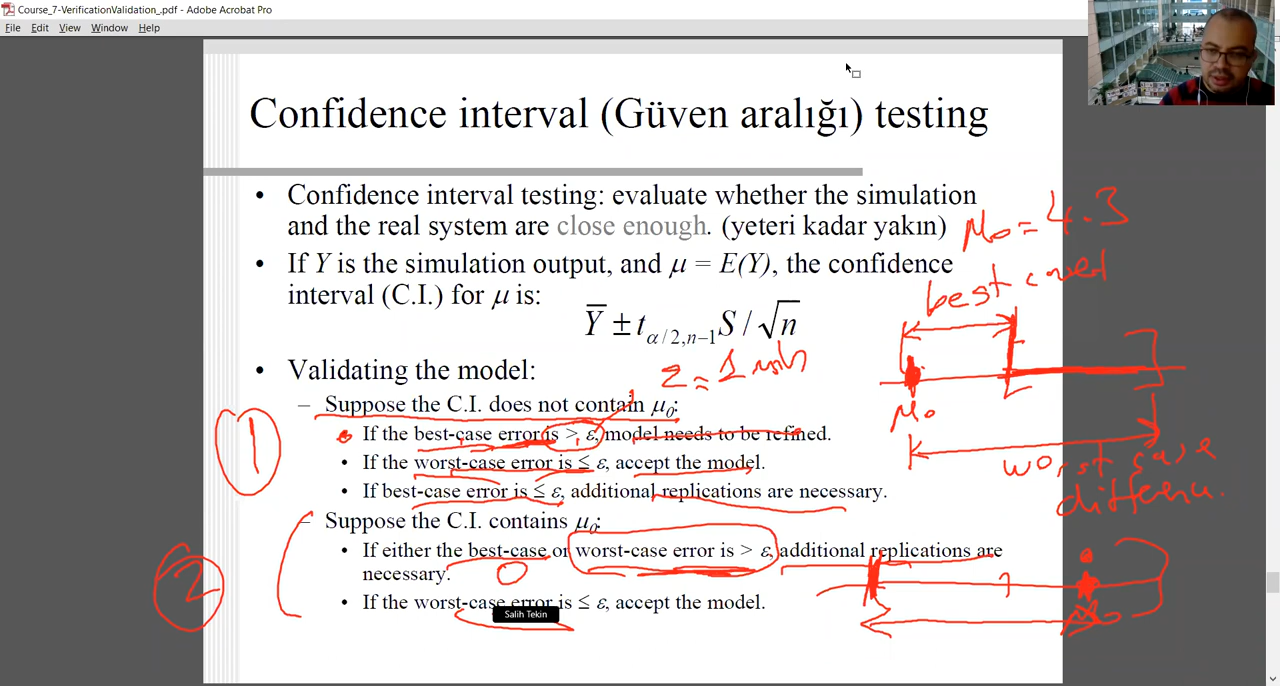 Course_7-VerificationValidation_.pdf - Adobe Acrobat Pro
File Edit View Window Help
Confidence interval (Güven aralığı) testing
• Confidence interval testing: evaluate whether the simulation
and the real system are close enough. (yeteri kadar yakın)
μ₀ = 4.3
• If Y is the simulation output, and μ = E(Y), the confidence
interval (C.I.) for μ is:
best case
Y̅ ± t α/2,n−1 S / √n
• Validating the model:
μ₀
1
– Suppose the C.I. does not contain μ₀:
• If the best-case error is > ε, model needs to be refined.
• If the worst-case error is ≤ ε, accept the model.
• If best-case error is ≤ ε, additional replications are necessary.
worst case
difference.
2
– Suppose the C.I. contains μ₀:
• If either the best-case or worst-case error is > ε, additional replications are
necessary.
• If the worst-case error is ≤ ε, accept the model.
μ₀
Salih Tekin